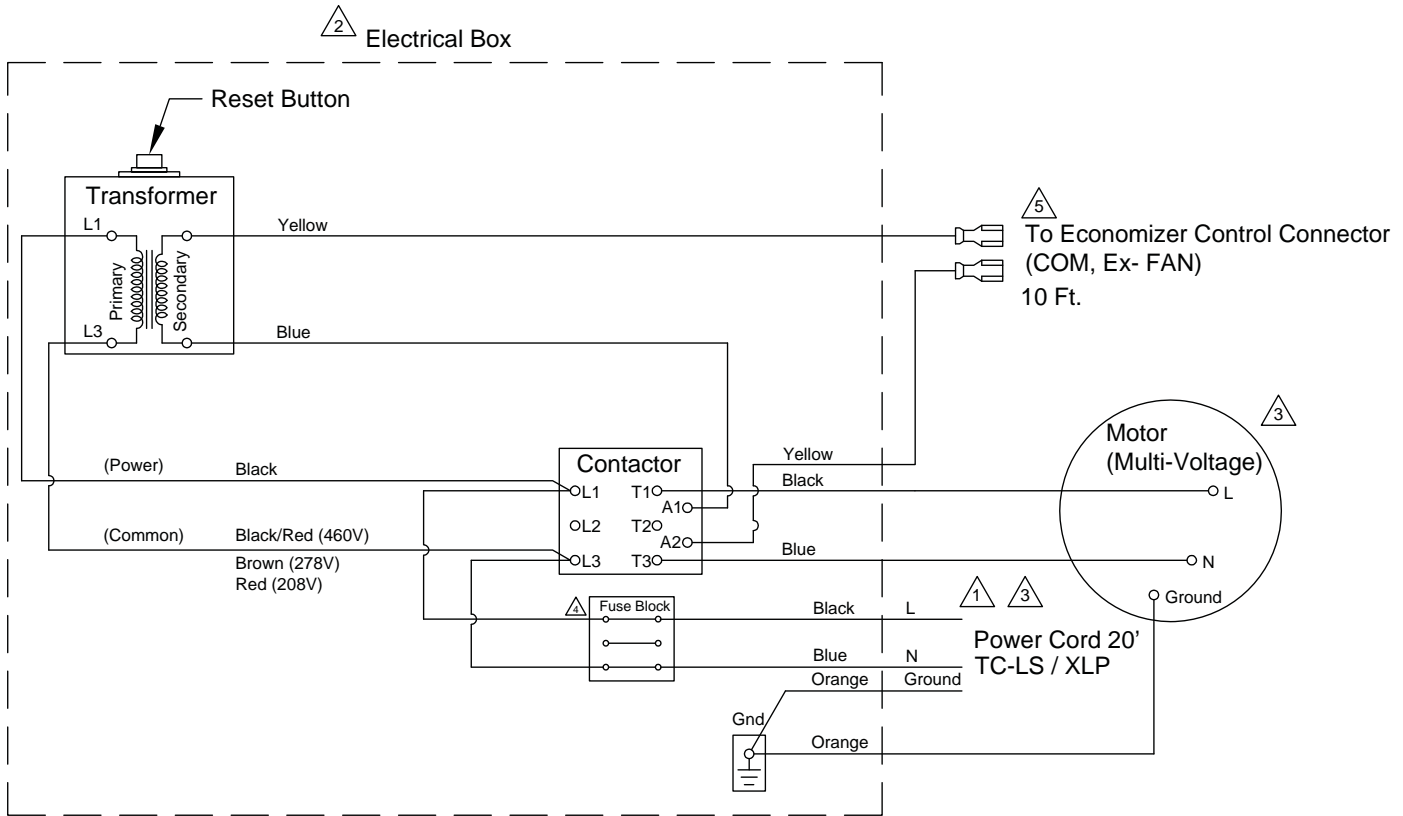 2
Electrical Box
Reset Button
Transformer
L1
Primary
Secondary
L3
Yellow
Blue
5
To Economizer Control Connector
(COM, Ex- FAN)
10 Ft.
(Power)
Black
(Common)
Black/Red (460V)
Brown (278V)
Red (208V)
Contactor
L1
T1
A1
L2
T2
A2
L3
T3
Yellow
Black
Blue
Motor
(Multi-Voltage)
3
L
N
Ground
4
Fuse Block
Black
L
Blue
N
Orange
Ground
1
3
Power Cord 20'
TC-LS / XLP
Gnd
Orange